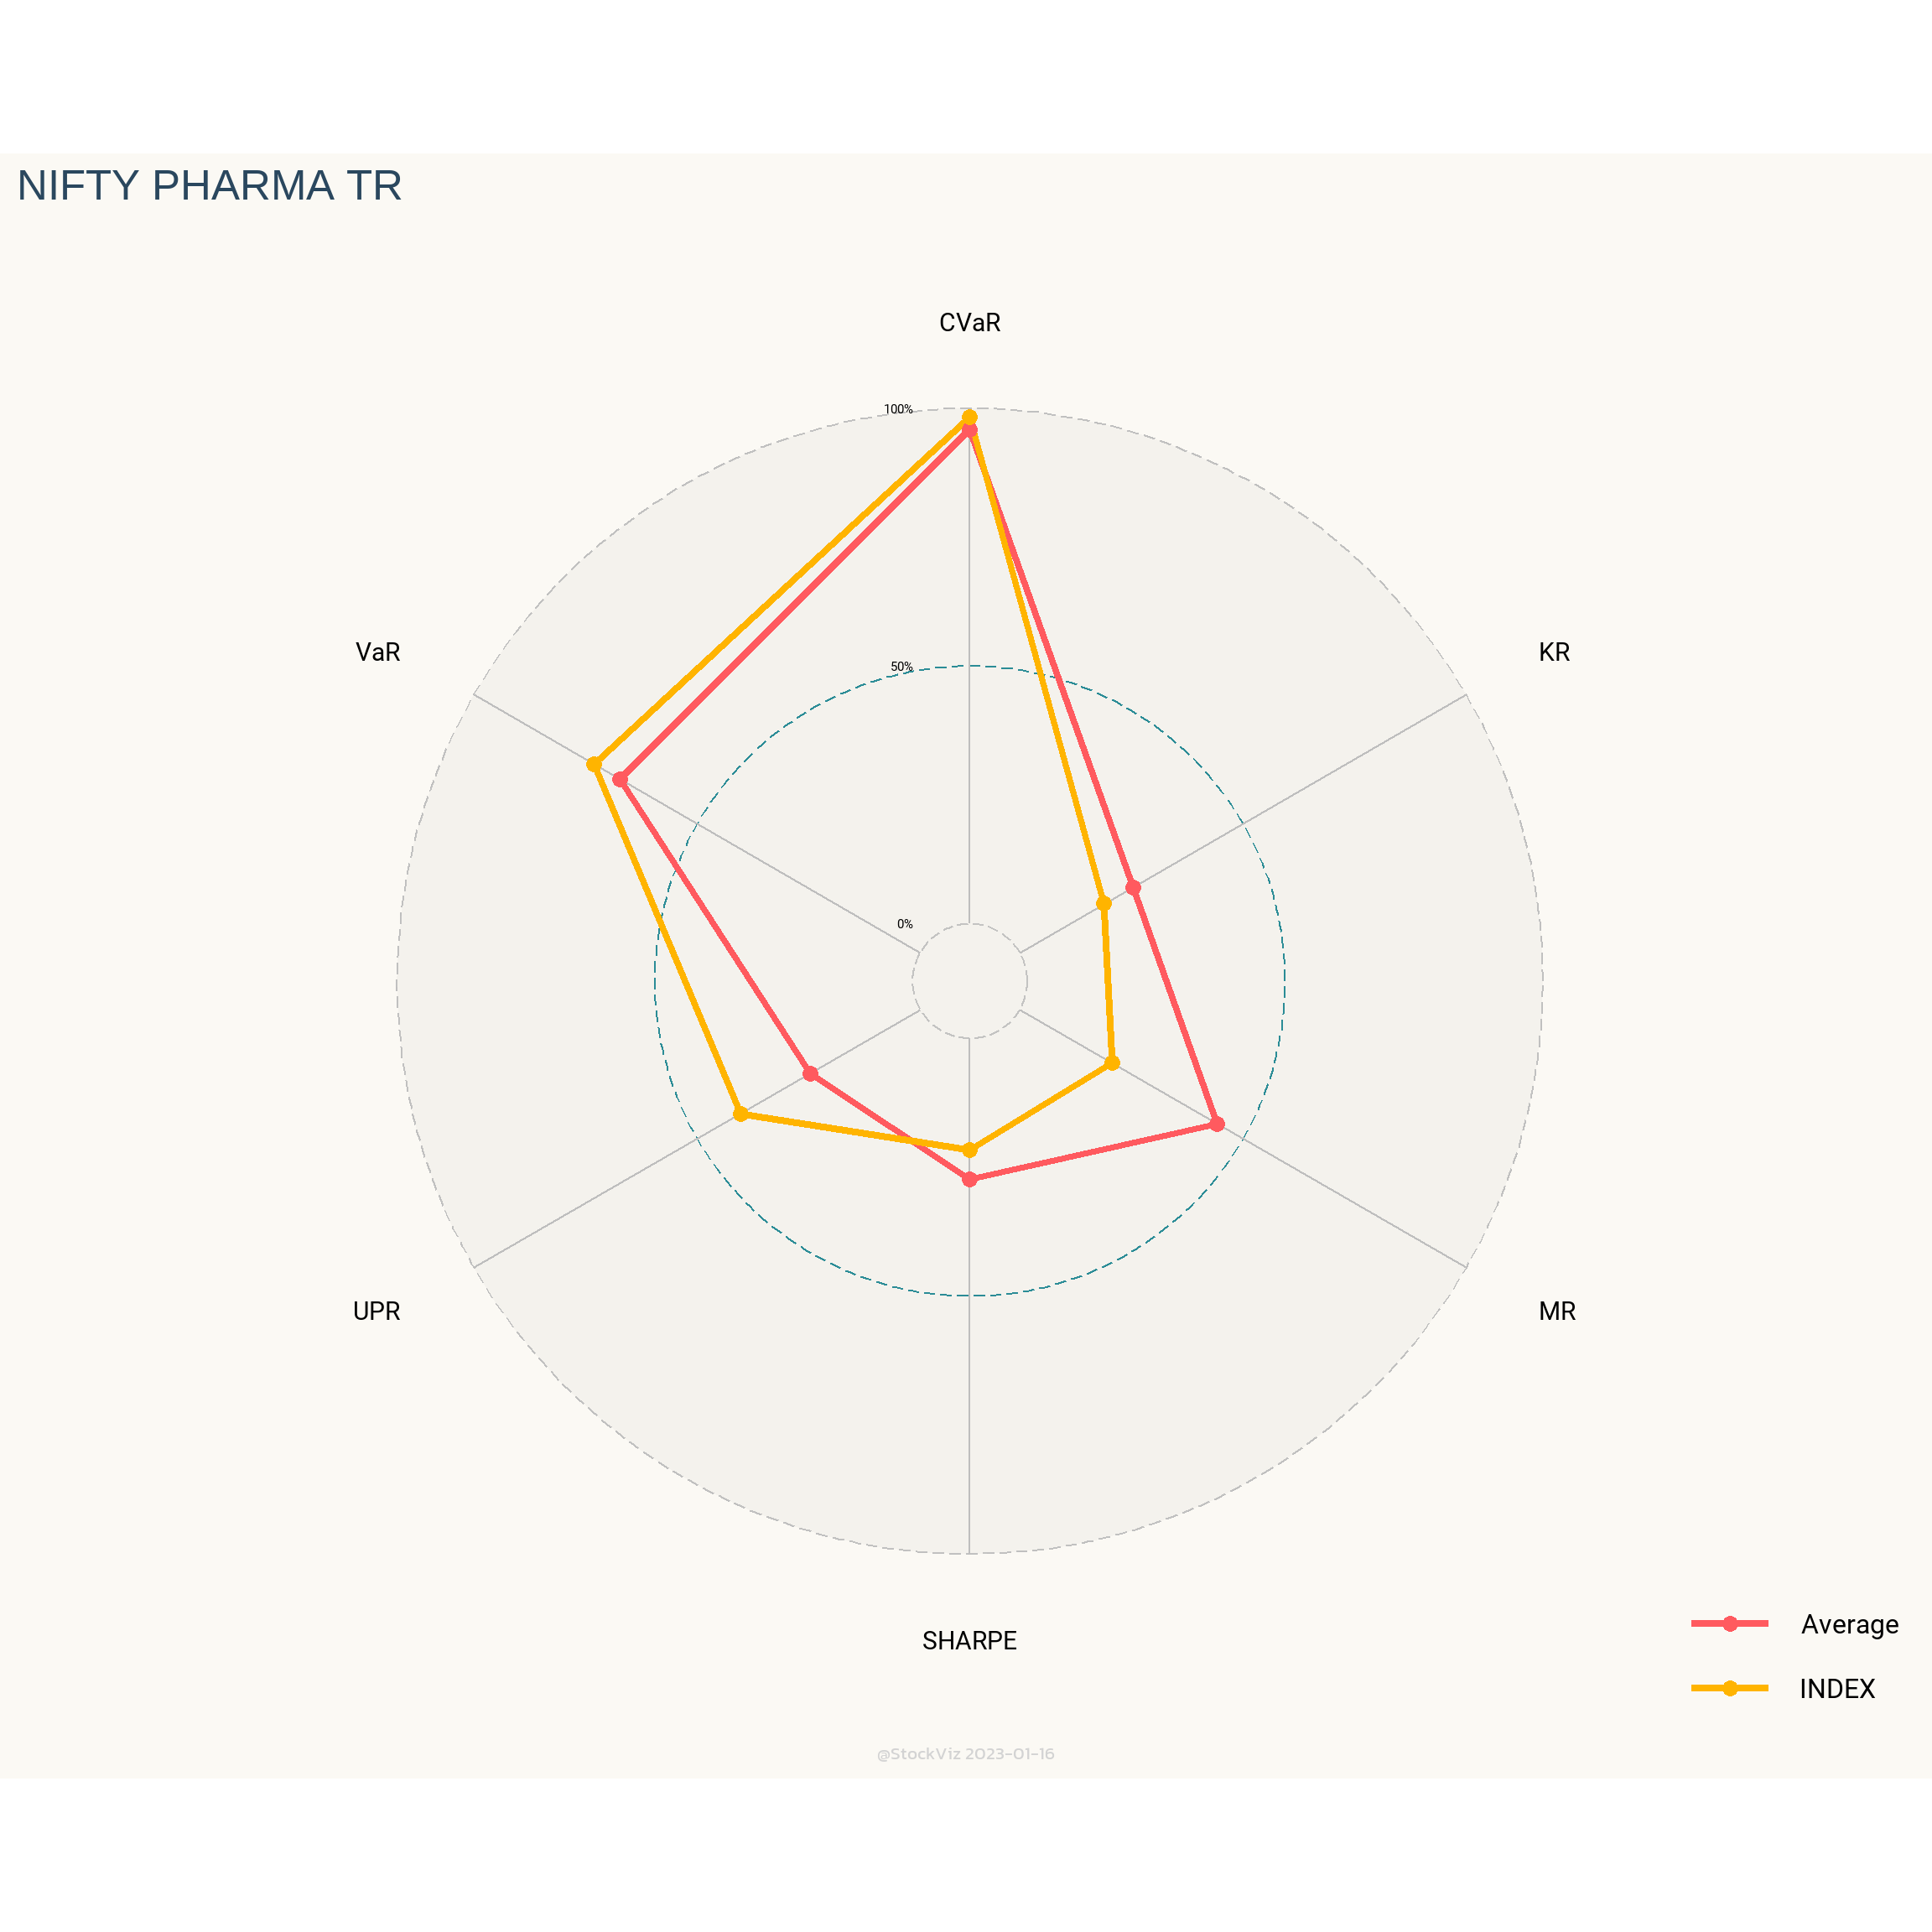 NIFTY PHARMA TR
CVaR
100%
VaR
50%
KR
0%
UPR
MR
SHARPE
Average
INDEX
@StockViz 2023-01-16